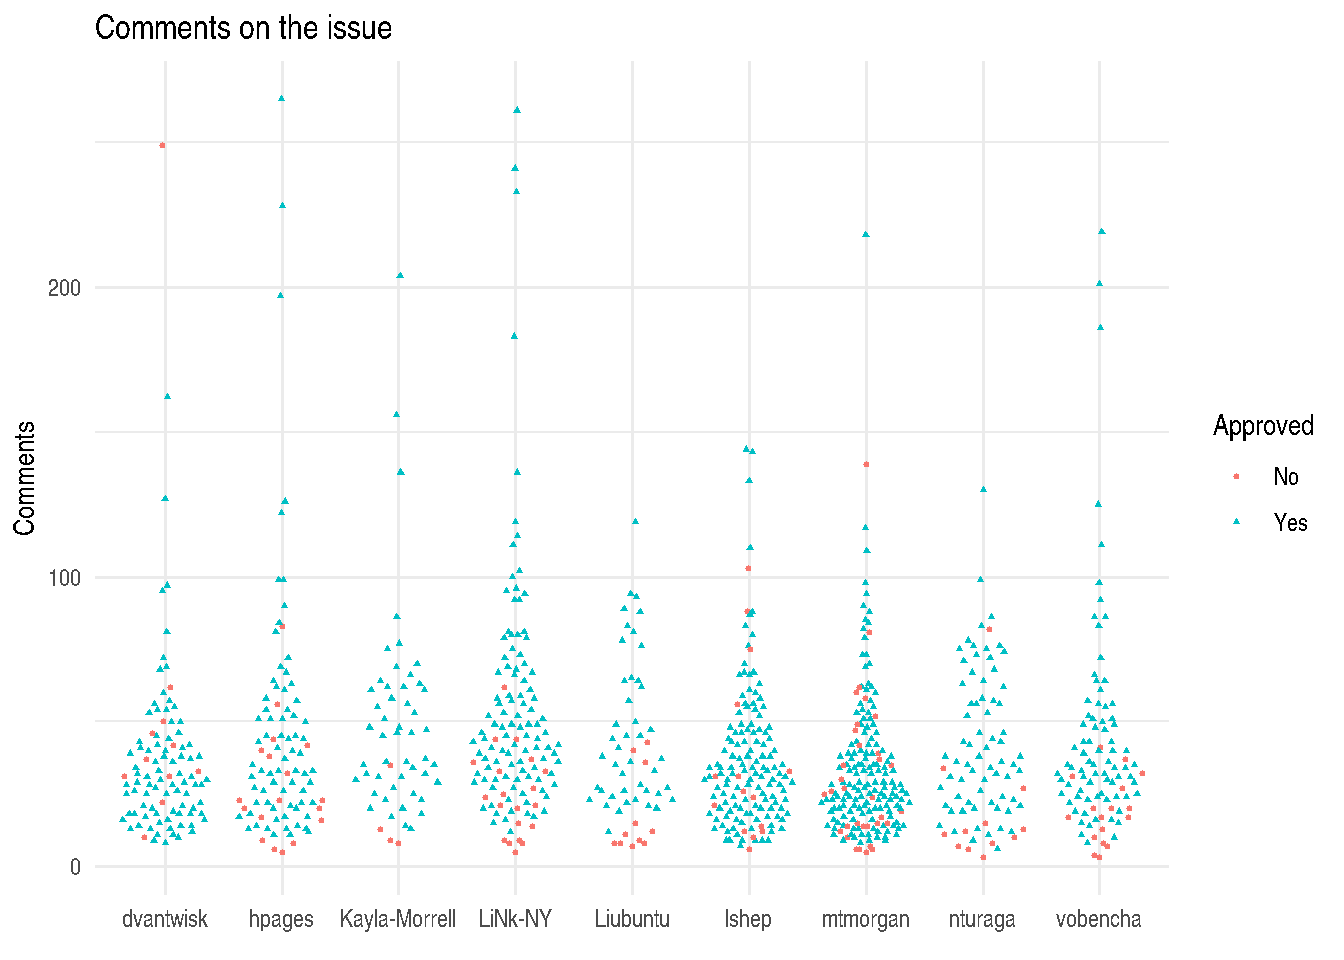 Comments on the issue
Comments
200
100
0
dvantwisk hpages Kayla-Morrell LiNk-NY Liubuntu lshep mtmorgan nturaga vobencha
Approved
No
Yes